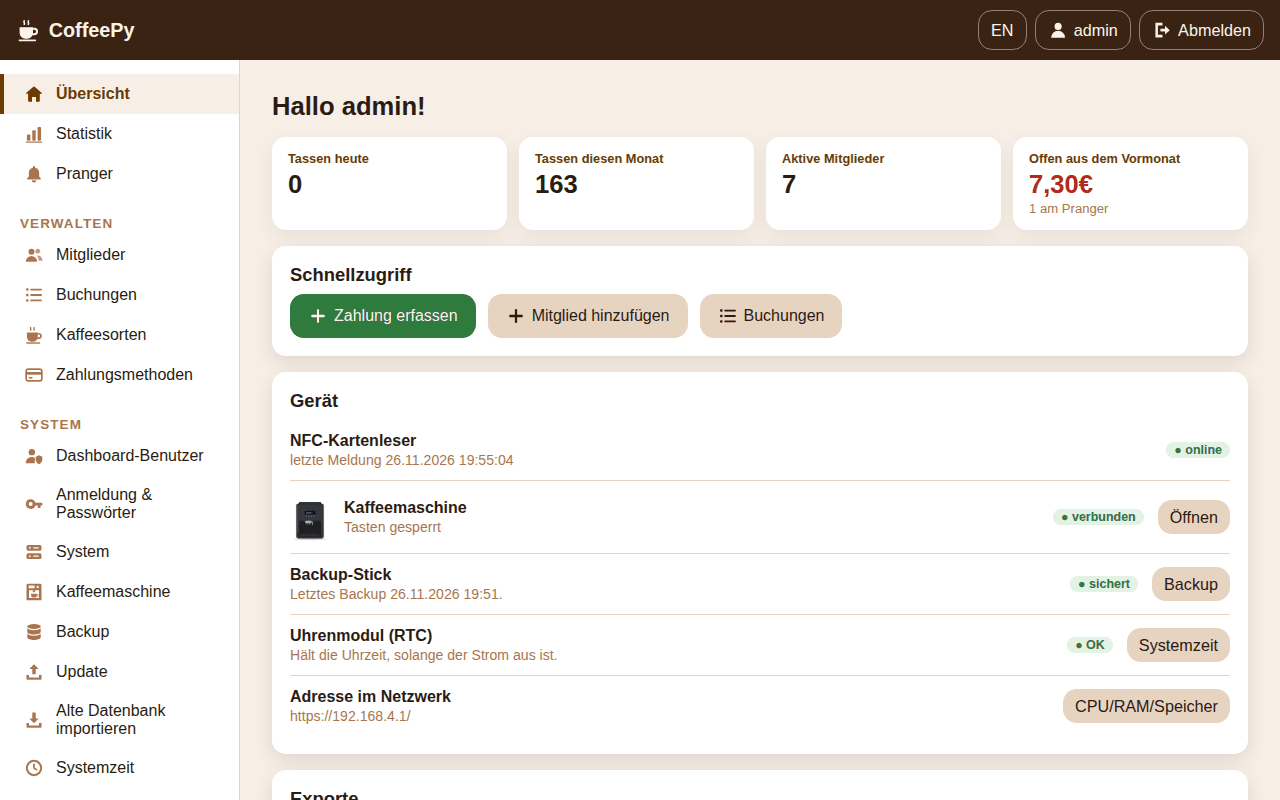 CoffeePy
EN
admin
Abmelden
Übersicht
Statistik
Pranger
VERWALTEN
Mitglieder
Buchungen
Kaffeesorten
Zahlungsmethoden
SYSTEM
Dashboard-Benutzer
Anmeldung &
Passwörter
System
Kaffeemaschine
Backup
Update
Alte Datenbank
importieren
Systemzeit
Hallo admin!
Tassen heute
0
Tassen diesen Monat
163
Aktive Mitglieder
7
Offen aus dem Vormonat
7,30€
1 am Pranger
Schnellzugriff
Zahlung erfassen
Mitglied hinzufügen
Buchungen
Gerät
NFC-Kartenleser
letzte Meldung 26.11.2026 19:55:04
● online
Kaffeemaschine
Tasten gesperrt
● verbunden
Öffnen
Backup-Stick
Letztes Backup 26.11.2026 19:51.
● sichert
Backup
Uhrenmodul (RTC)
Hält die Uhrzeit, solange der Strom aus ist.
● OK
Systemzeit
Adresse im Netzwerk
https://192.168.4.1/
CPU/RAM/Speicher
Exporte